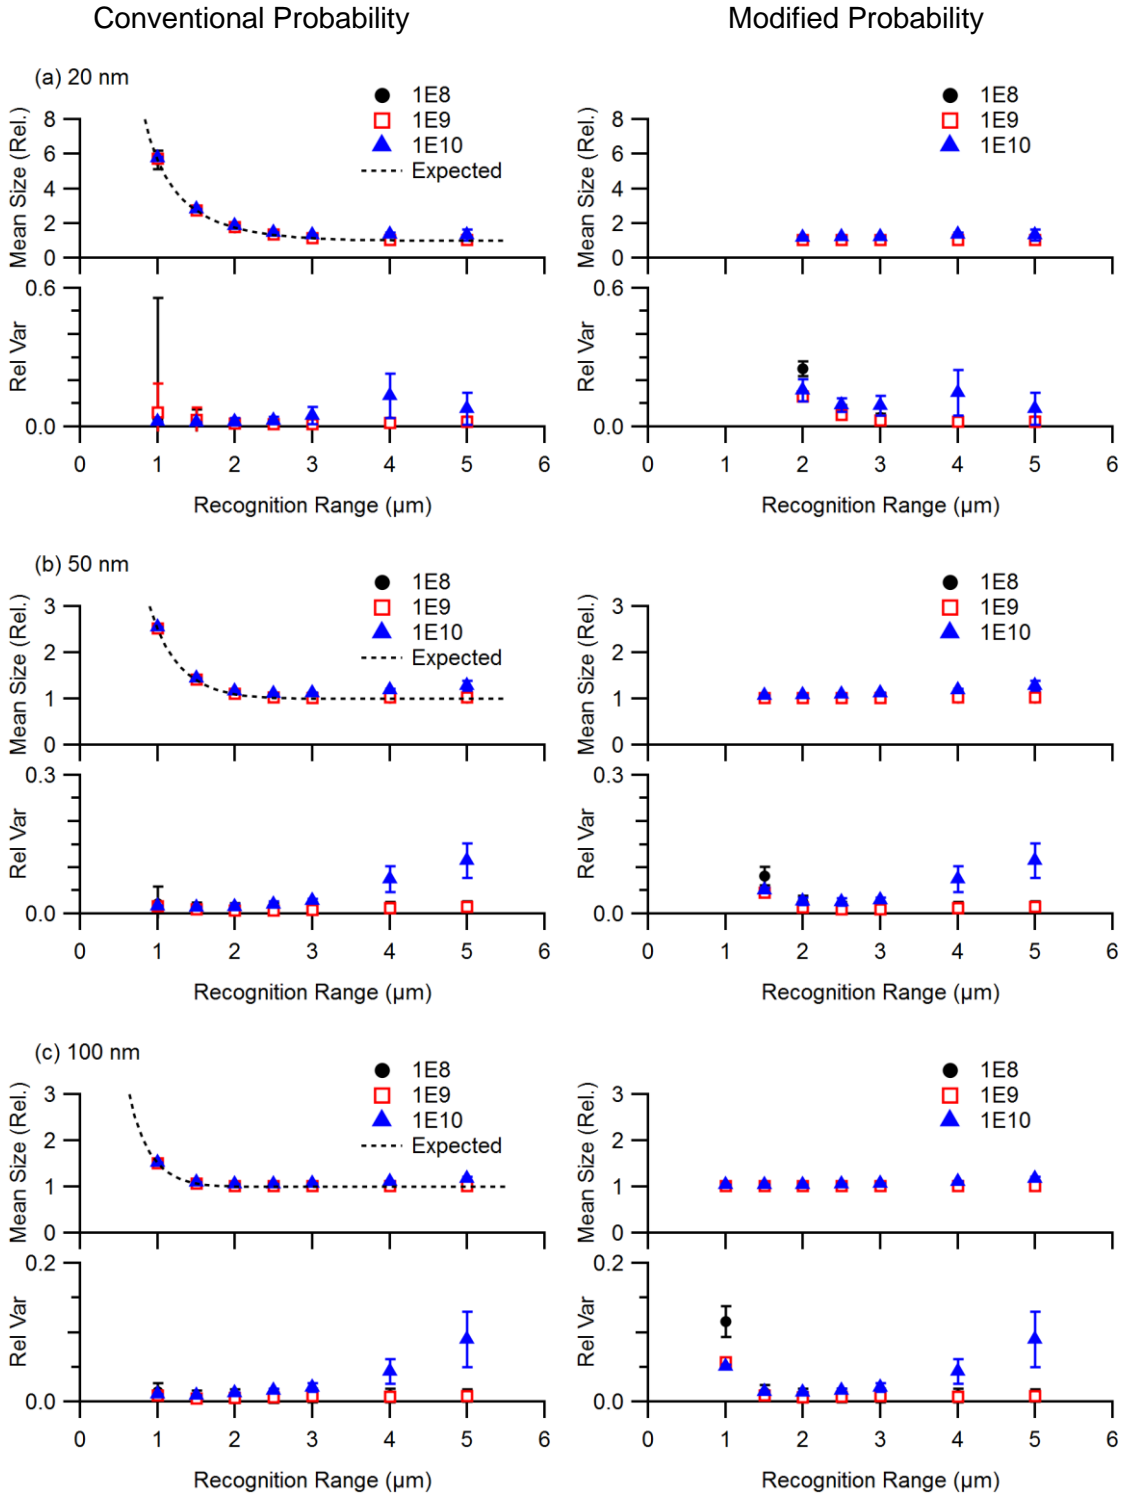 Conventional Probability
Modified Probability
(a) 20 nm
1E8
1E9
1E10
Expected
8
6
4
2
0
Mean Size (Rel.)
0.6
0.0
Rel Var
0 1 2 3 4 5 6
Recognition Range (µm)
1E8
1E9
1E10
8
6
4
2
0
Mean Size (Rel.)
0.6
0.0
Rel Var
0 1 2 3 4 5 6
Recognition Range (µm)
(b) 50 nm
1E8
1E9
1E10
Expected
3
2
1
0
Mean Size (Rel.)
0.3
0.0
Rel Var
0 1 2 3 4 5 6
Recognition Range (µm)
1E8
1E9
1E10
3
2
1
0
Mean Size (Rel.)
0.3
0.0
Rel Var
0 1 2 3 4 5 6
Recognition Range (µm)
(c) 100 nm
1E8
1E9
1E10
Expected
3
2
1
0
Mean Size (Rel.)
0.2
0.0
Rel Var
0 1 2 3 4 5 6
Recognition Range (µm)
1E8
1E9
1E10
3
2
1
0
Mean Size (Rel.)
0.2
0.0
Rel Var
0 1 2 3 4 5 6
Recognition Range (µm)